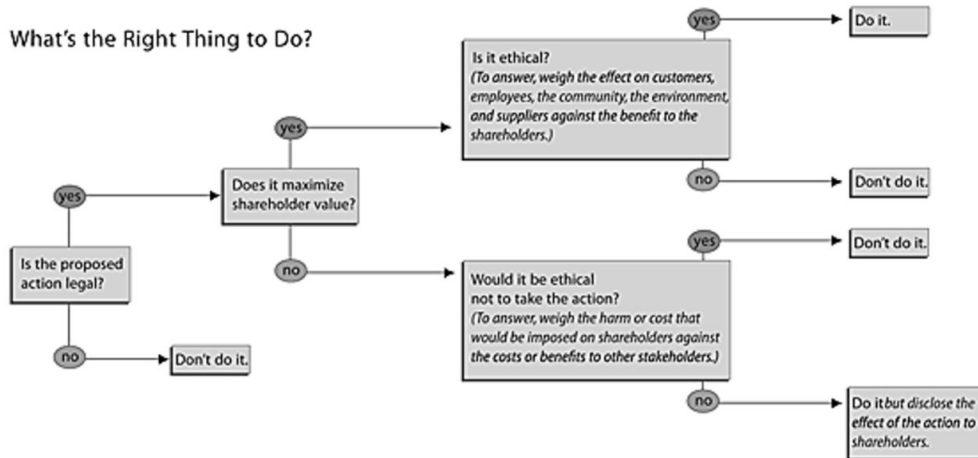 What's the Right Thing to Do?
yes
Do it.
Is it ethical?
(To answer, weigh the effect on customers,
employees, the community, the environment,
and suppliers against the benefit to the
shareholders.)
yes
no
Don't do it.
yes
Does it maximize
shareholder value?
yes
Don't do it.
Is the proposed
action legal?
no
Would it be ethical
not to take the action?
(To answer, weigh the harm or cost that
would be imposed on shareholders against
the costs or benefits to other stakeholders.)
no
Don't do it.
no
Do it but disclose the
effect of the action to
shareholders.